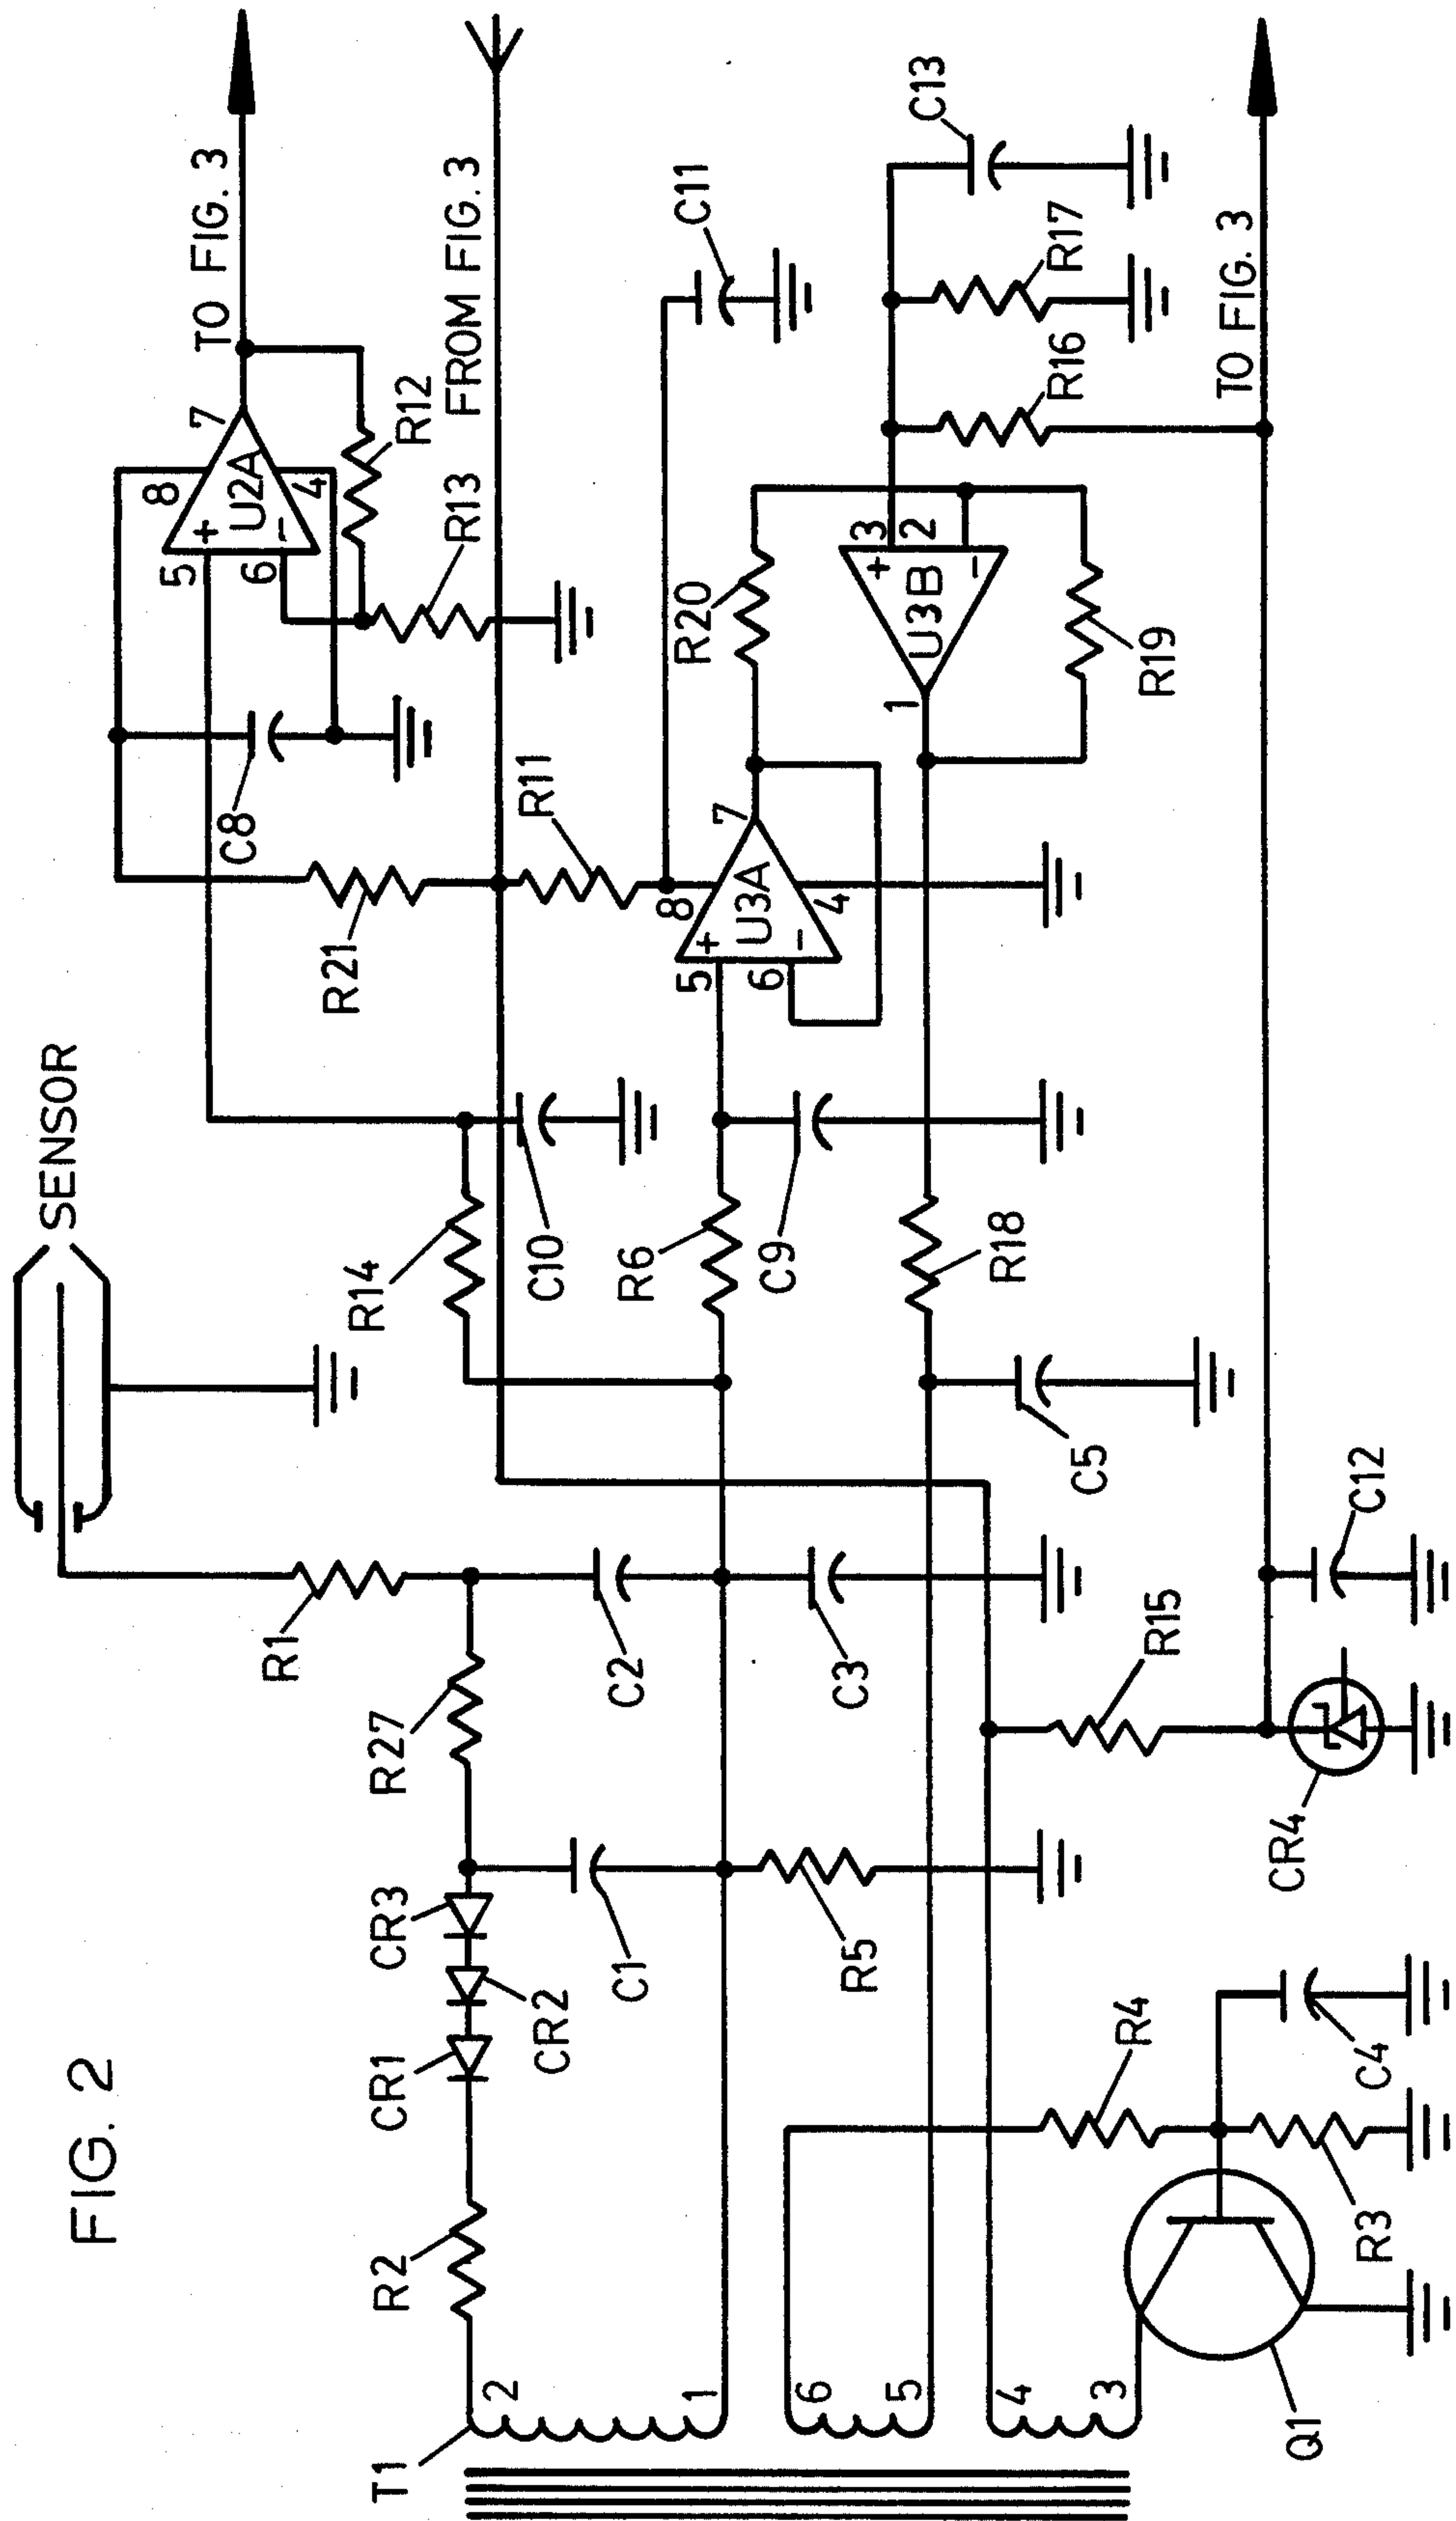 FIG. 2
SENSOR
TO FIG. 3
FROM FIG. 3
TO FIG. 3
T1
2
1
6
5
4
3
R2
CR1
CR2
CR3
C1
R27
R1
C2
C3
R5
R4
R3
C4
Q1
CR4
R15
C12
C5
R14
C10
R6
C9
R18
R21
C8
R11
5
6
+
-
U3A
8
4
7
5
6
+
-
U2A
8
4
7
R12
R13
R20
C11
1
U3B
+
-
3
2
R19
R16
R17
C13